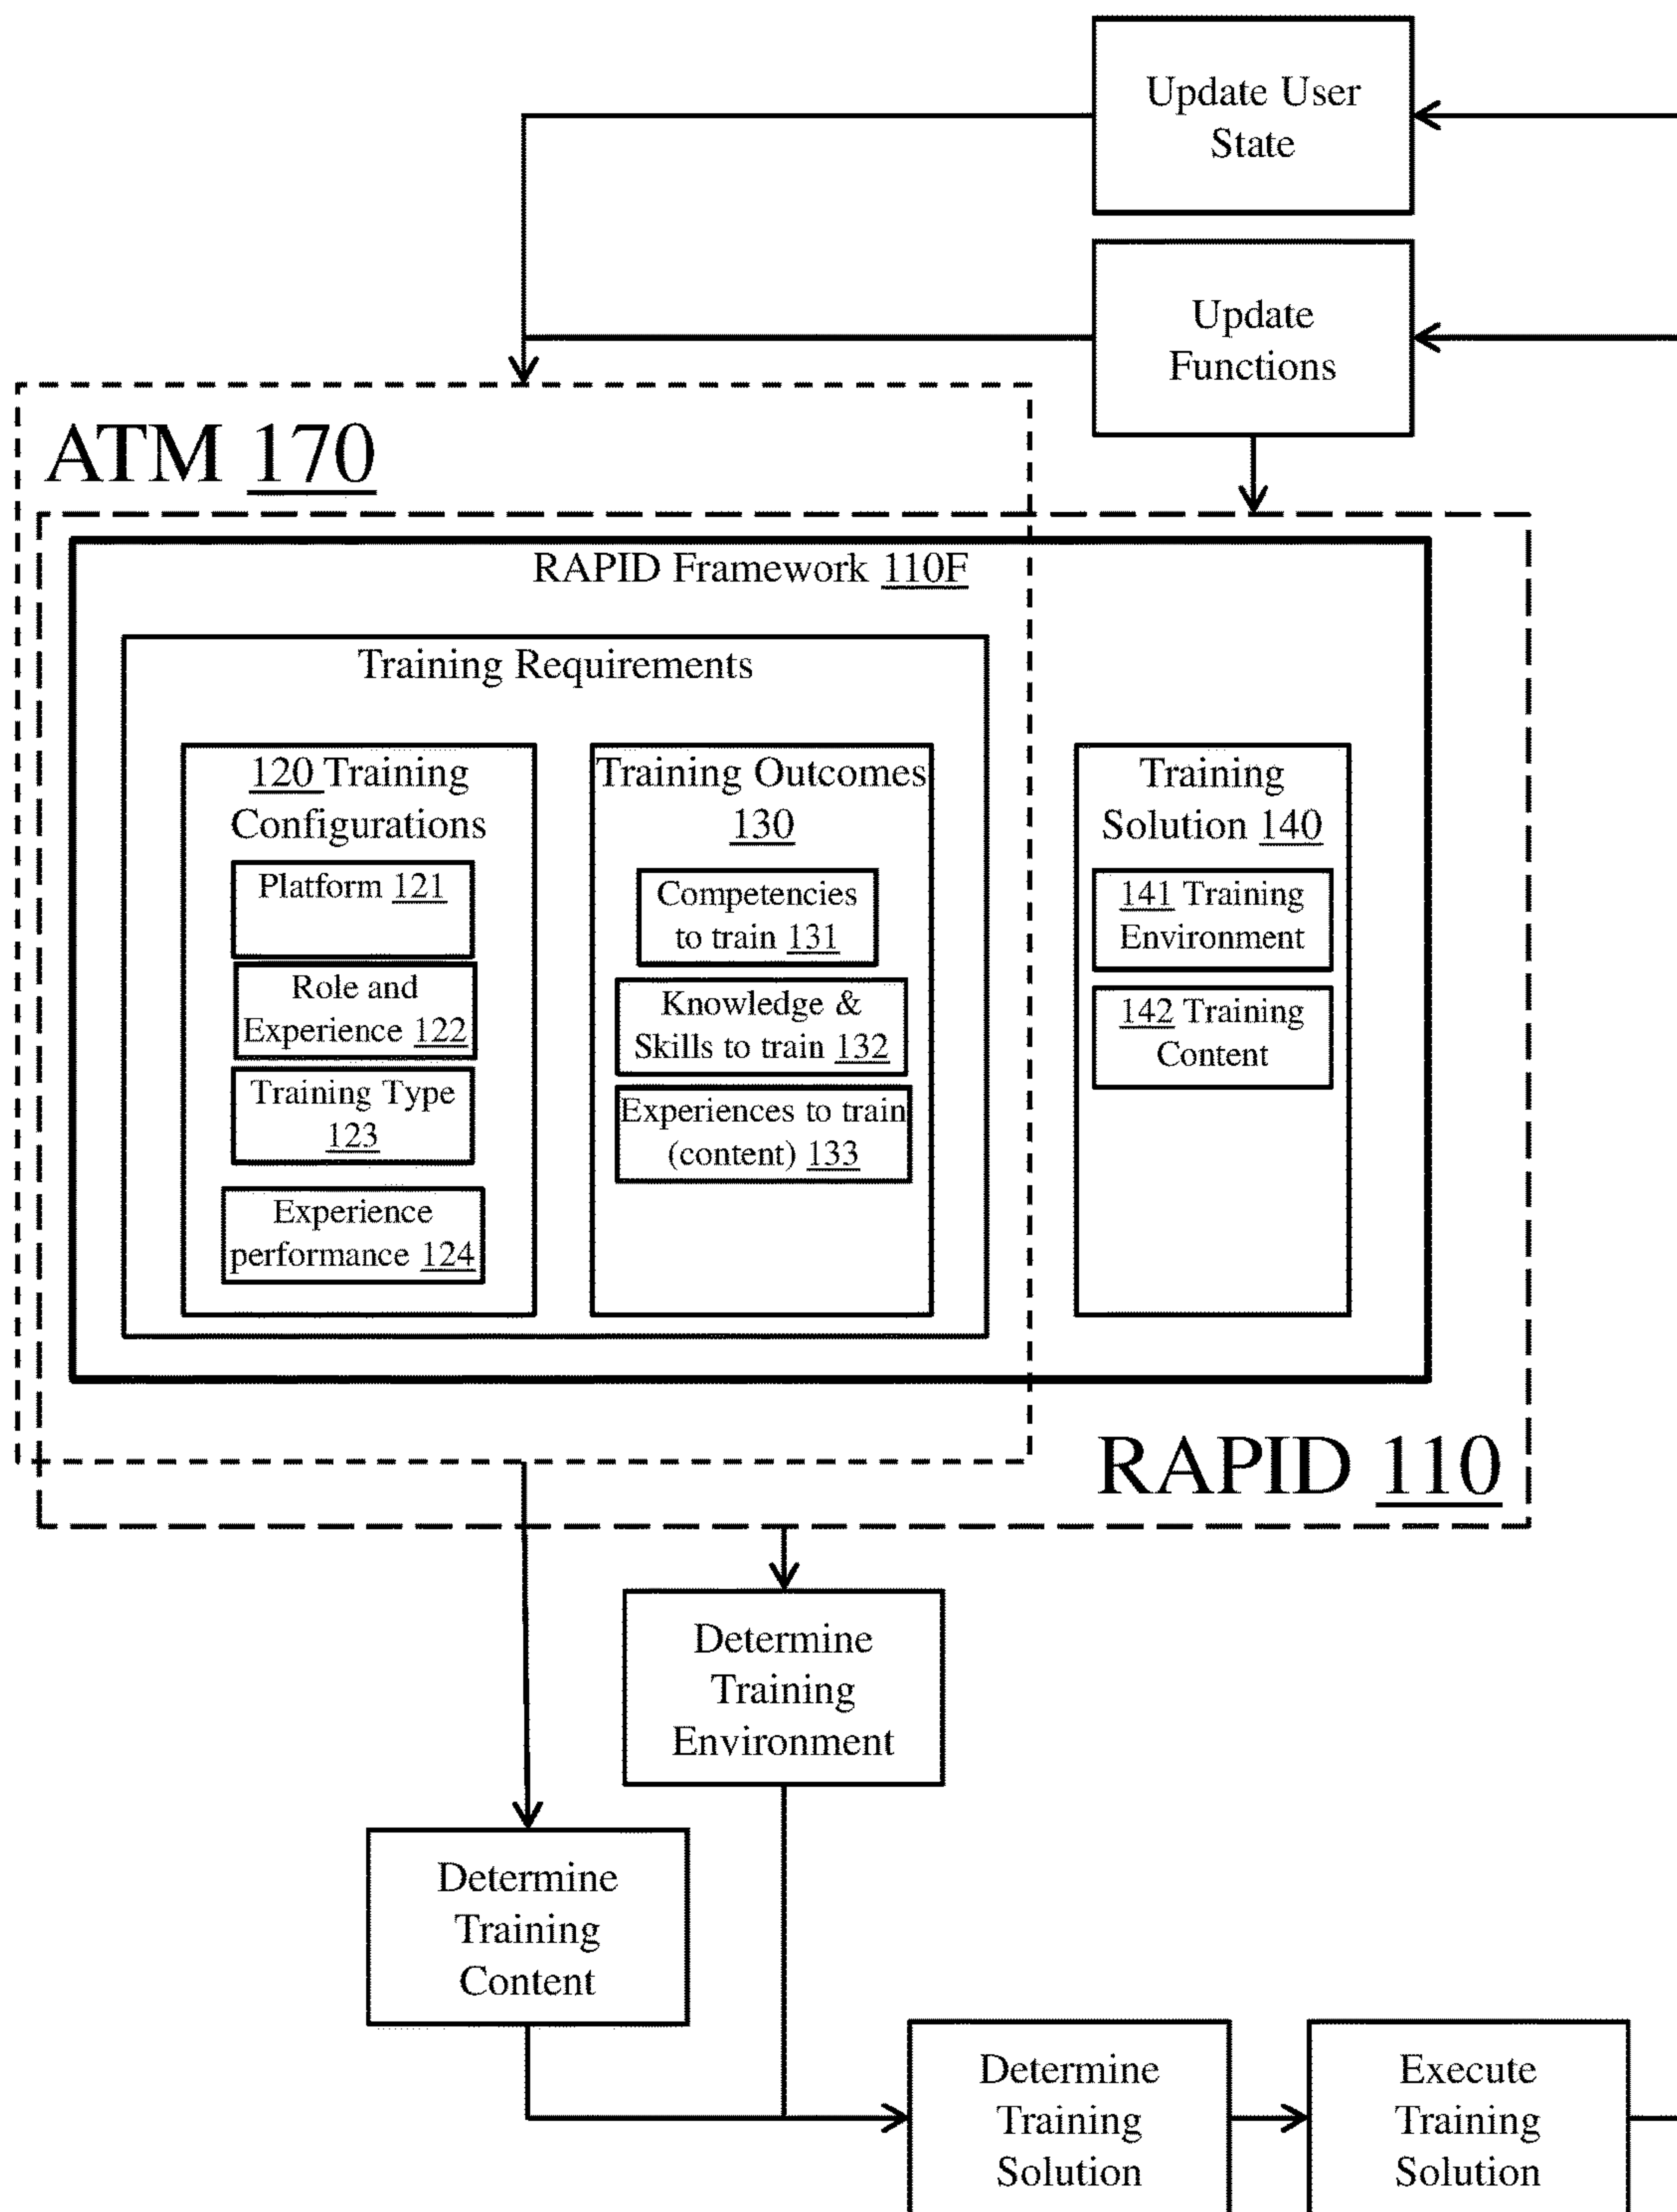 Update User
State
Update
Functions
ATM 170
RAPID Framework 110F
Training Requirements
120 Training
Configurations
Platform 121
Role and
Experience 122
Training Type
123
Experience
performance 124
Training Outcomes
130
Competencies
to train 131
Knowledge &
Skills to train 132
Experiences to train
(content) 133
Training
Solution 140
141 Training
Environment
142 Training
Content
RAPID 110
Determine
Training
Environment
Determine
Training
Content
Determine
Training
Solution
Execute
Training
Solution